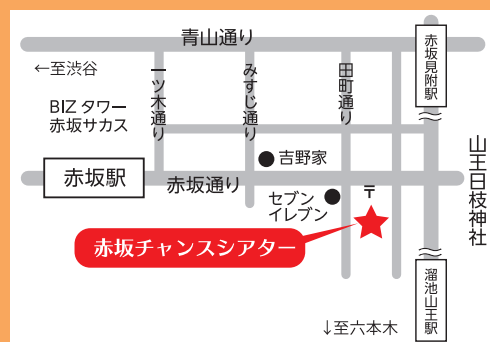 青山通り
←至渋谷
一ツ木通り
みすじ通り
田町通り
赤坂見附駅
BIZ タワー
赤坂サカス
山王日枝神社
吉野家
赤坂駅
赤坂通り
セブン
イレブン
〒
赤坂チャンスシアター
溜池山王駅
↓至六本木